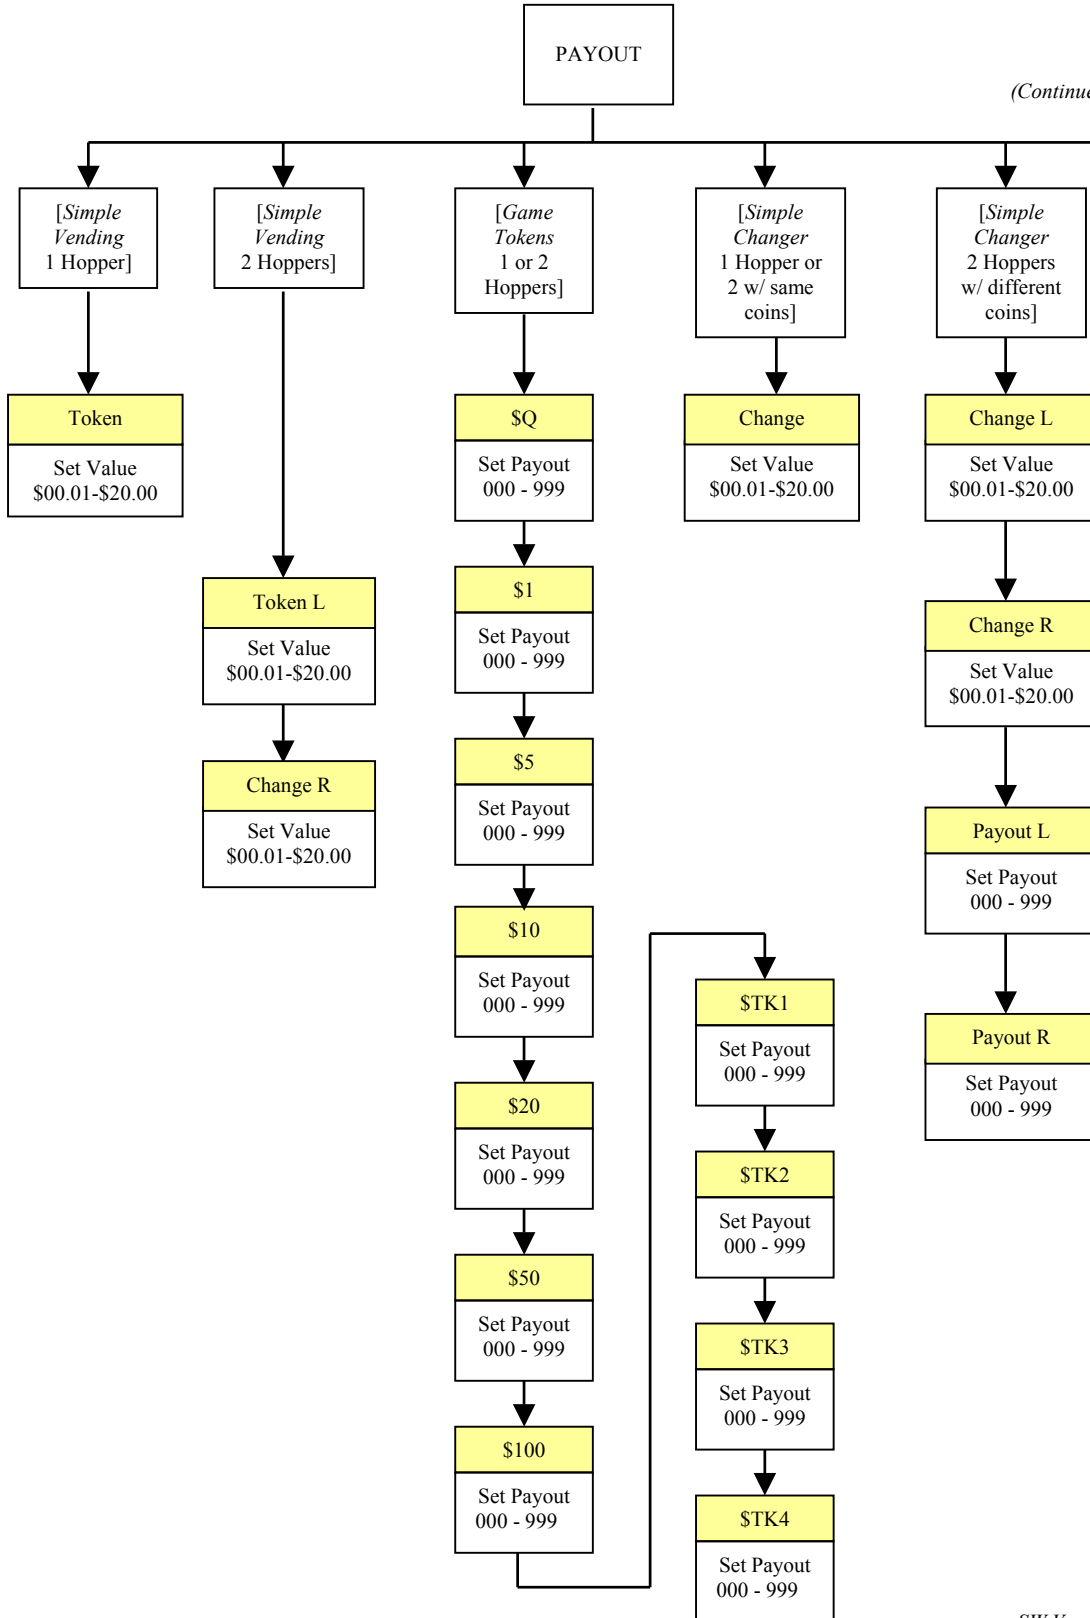 PAYOUT
(Continue
[Simple
Vending
1 Hopper]
[Simple
Vending
2 Hoppers]
[Game
Tokens
1 or 2
Hoppers]
[Simple
Changer
1 Hopper or
2 w/ same
coins]
[Simple
Changer
2 Hoppers
w/ different
coins]
Token
Set Value
$00.01-$20.00
Token L
Set Value
$00.01-$20.00
Change R
Set Value
$00.01-$20.00
$Q
Set Payout
000 - 999
$1
Set Payout
000 - 999
$5
Set Payout
000 - 999
$10
Set Payout
000 - 999
$20
Set Payout
000 - 999
$50
Set Payout
000 - 999
$100
Set Payout
000 - 999
$TK1
Set Payout
000 - 999
$TK2
Set Payout
000 - 999
$TK3
Set Payout
000 - 999
$TK4
Set Payout
000 - 999
Change
Set Value
$00.01-$20.00
Change L
Set Value
$00.01-$20.00
Change R
Set Value
$00.01-$20.00
Payout L
Set Payout
000 - 999
Payout R
Set Payout
000 - 999